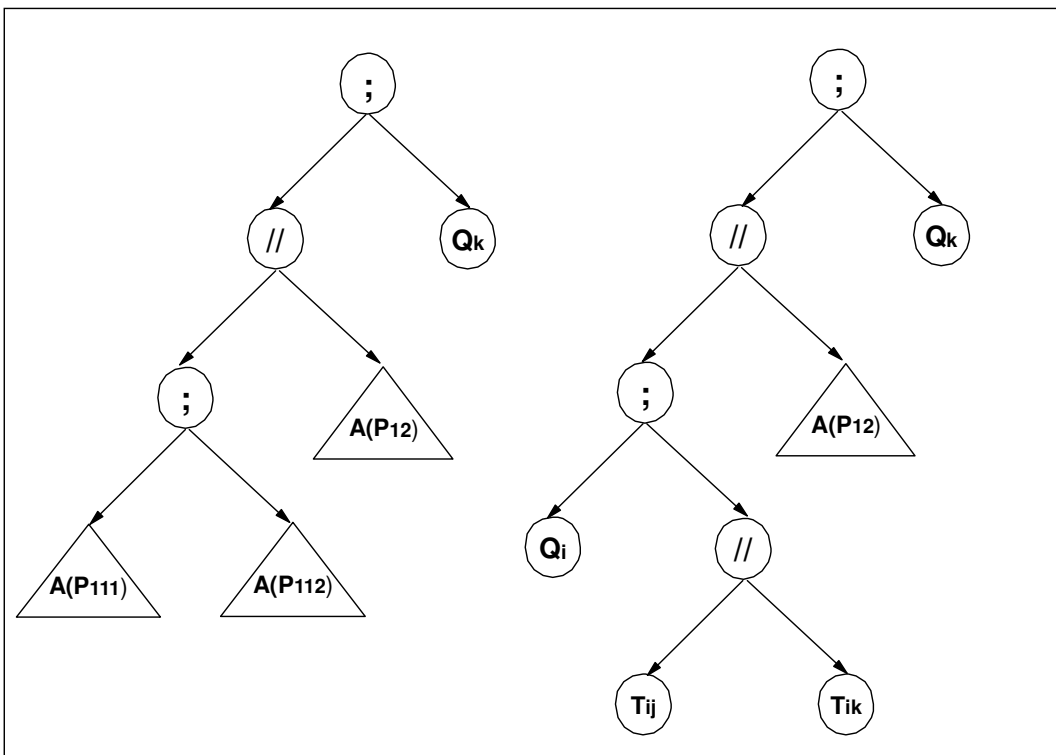 ;
//
Qk
;
A(P12)
A(P111)
A(P112)
;
//
Qk
;
A(P12)
Qi
//
Tij
Tik